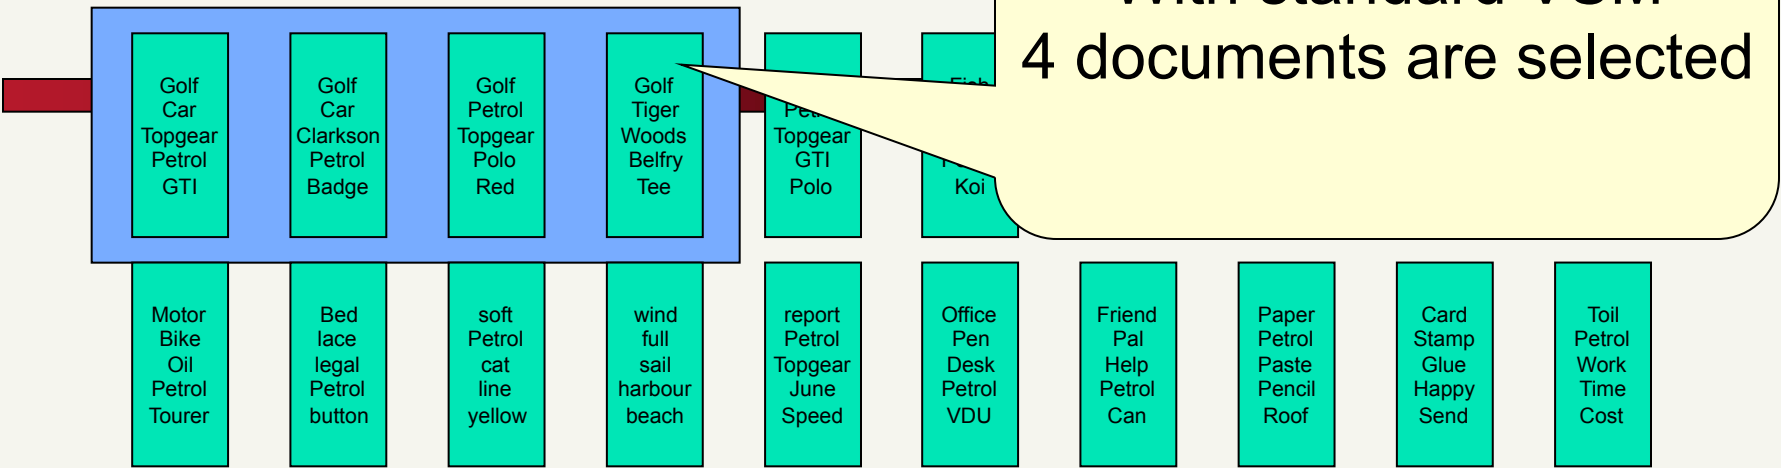 With standard VSM
4 documents are selected
Golf
Car
Topgear
Petrol
GTI
Golf
Car
Clarkson
Petrol
Badge
Golf
Petrol
Topgear
Polo
Red
Golf
Tiger
Woods
Belfry
Tee
Topgear
GTI
Polo
Koi
Motor
Bike
Oil
Petrol
Tourer
Bed
lace
legal
Petrol
button
soft
Petrol
cat
line
yellow
wind
full
sail
harbour
beach
report
Petrol
Topgear
June
Speed
Office
Pen
Desk
Petrol
VDU
Friend
Pal
Help
Petrol
Can
Paper
Petrol
Paste
Pencil
Roof
Card
Stamp
Glue
Happy
Send
Toil
Petrol
Work
Time
Cost